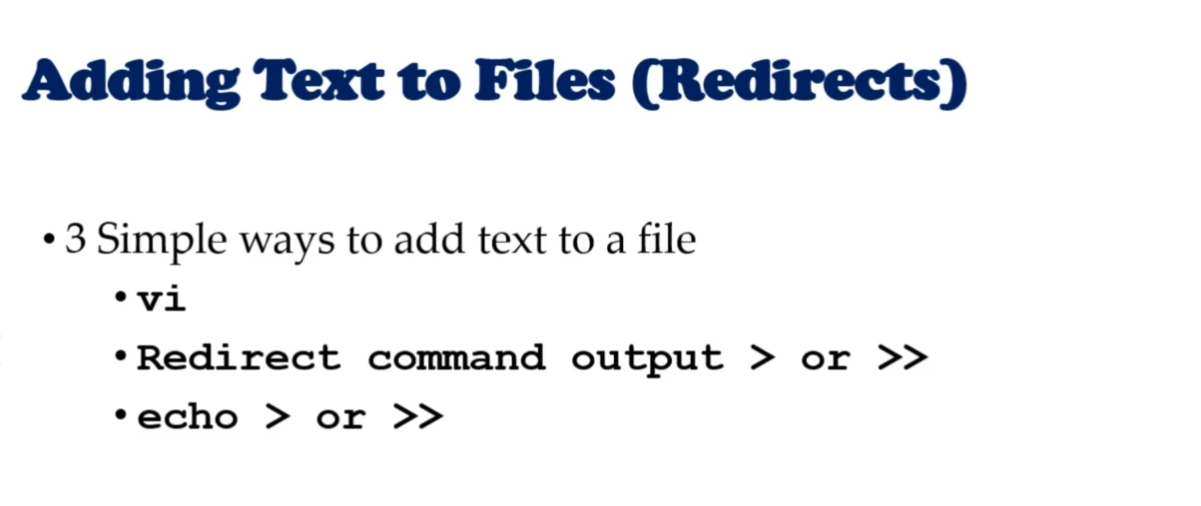 Adding Text to Files (Redirects)
• 3 Simple ways to add text to a file
• vi
• Redirect command output > or >>
• echo > or >>